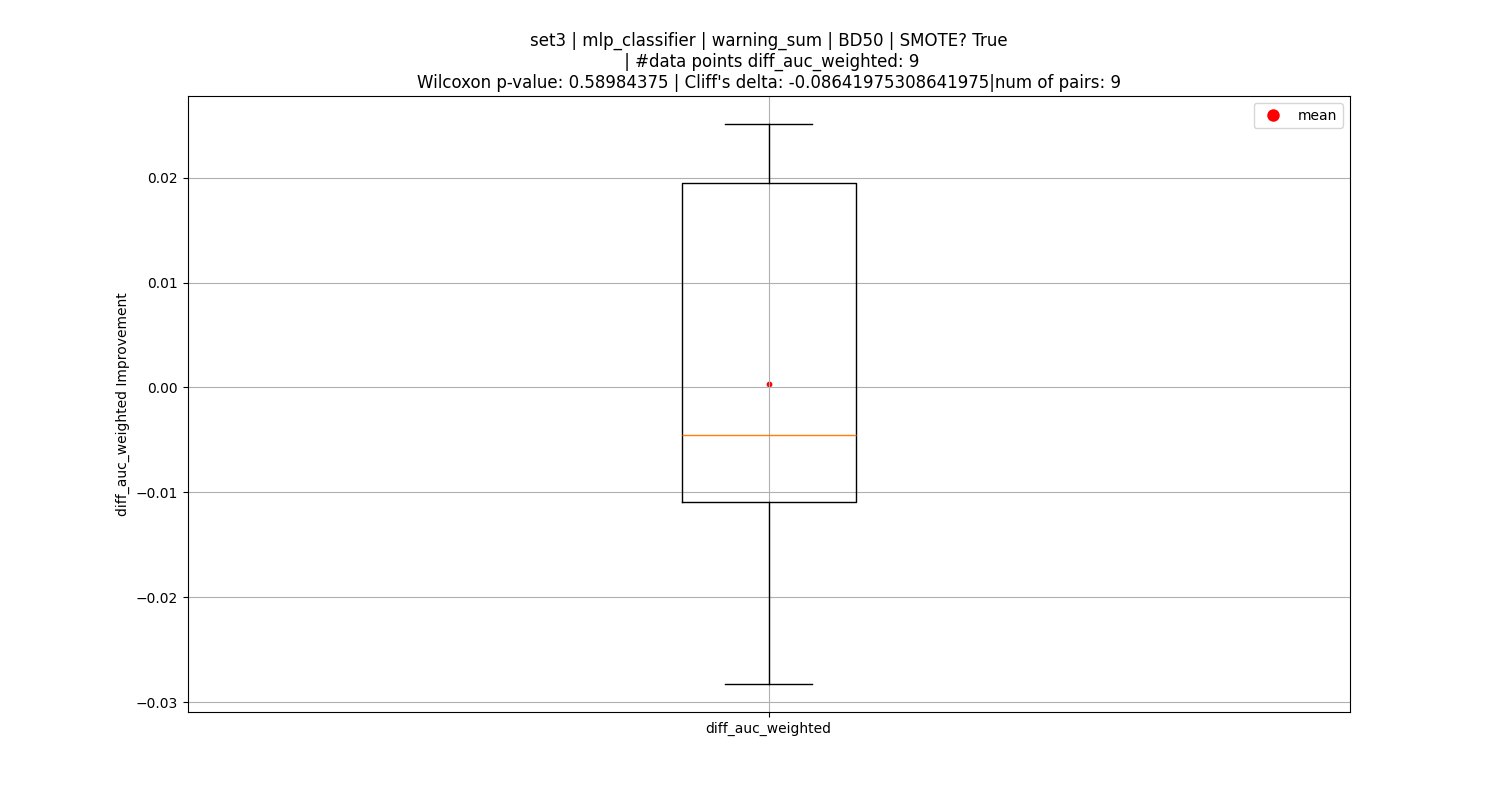 set3 | mlp_classifier | warning_sum | BD50 | SMOTE? True
| #data points diff_auc_weighted: 9
Wilcoxon p-value: 0.58984375 | Cliff's delta: -0.08641975308641975|num of pairs: 9
mean
0.02
0.01
0.00
−0.01
−0.02
−0.03
diff_auc_weighted Improvement
diff_auc_weighted